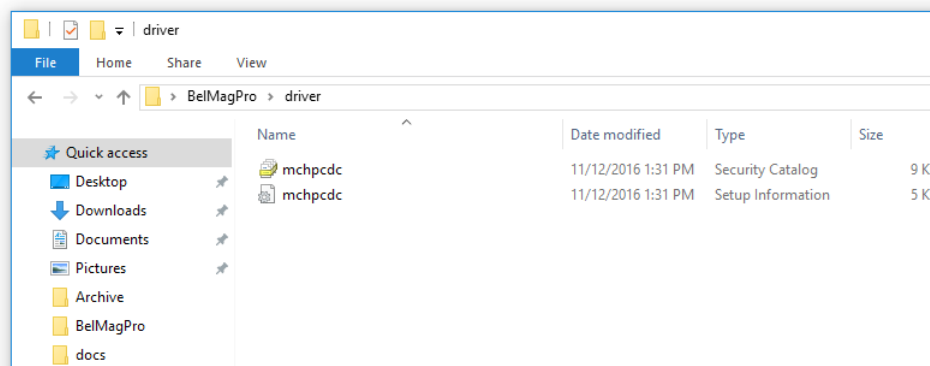 driver
File Home Share View
BelMagPro > driver
Name Date modified Type Size
Quick access
mchpcdc 11/12/2016 1:31 PM Security Catalog 9 K
Desktop
mchpcdc 11/12/2016 1:31 PM Setup Information 5 K
Downloads
Documents
Pictures
Archive
BelMagPro
docs